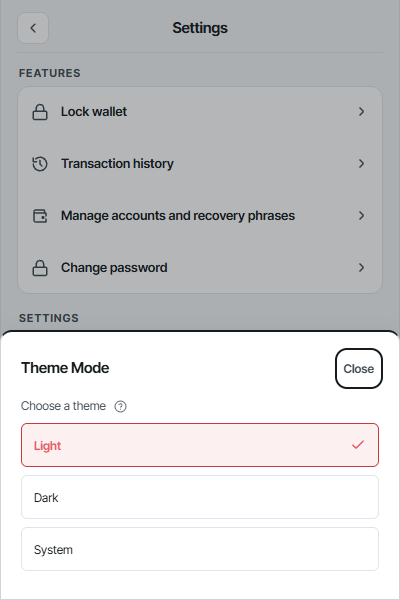 Settings
FEATURES
Lock wallet
Transaction history
Manage accounts and recovery phrases
Change password
SETTINGS
Theme Mode
Close
Choose a theme
Light
Dark
System